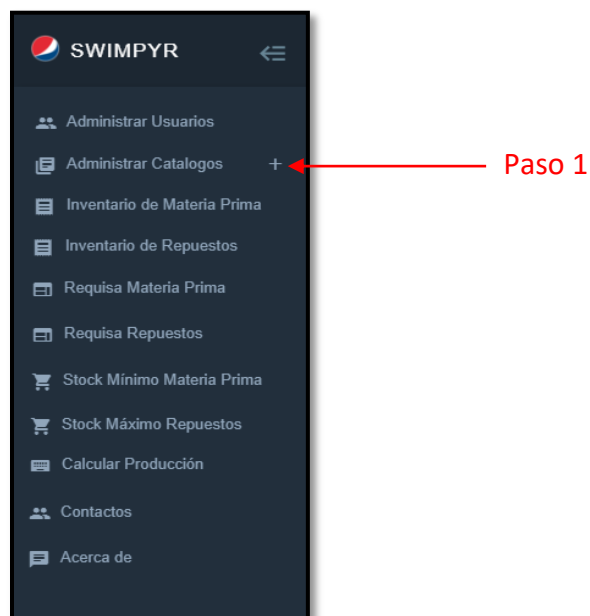 SWIMPYR
Administrar Usuarios
Administrar Catalogos + Paso 1
Inventario de Materia Prima
Inventario de Repuestos
Requisa Materia Prima
Requisa Repuestos
Stock Mínimo Materia Prima
Stock Máximo Repuestos
Calcular Producción
Contactos
Acerca de